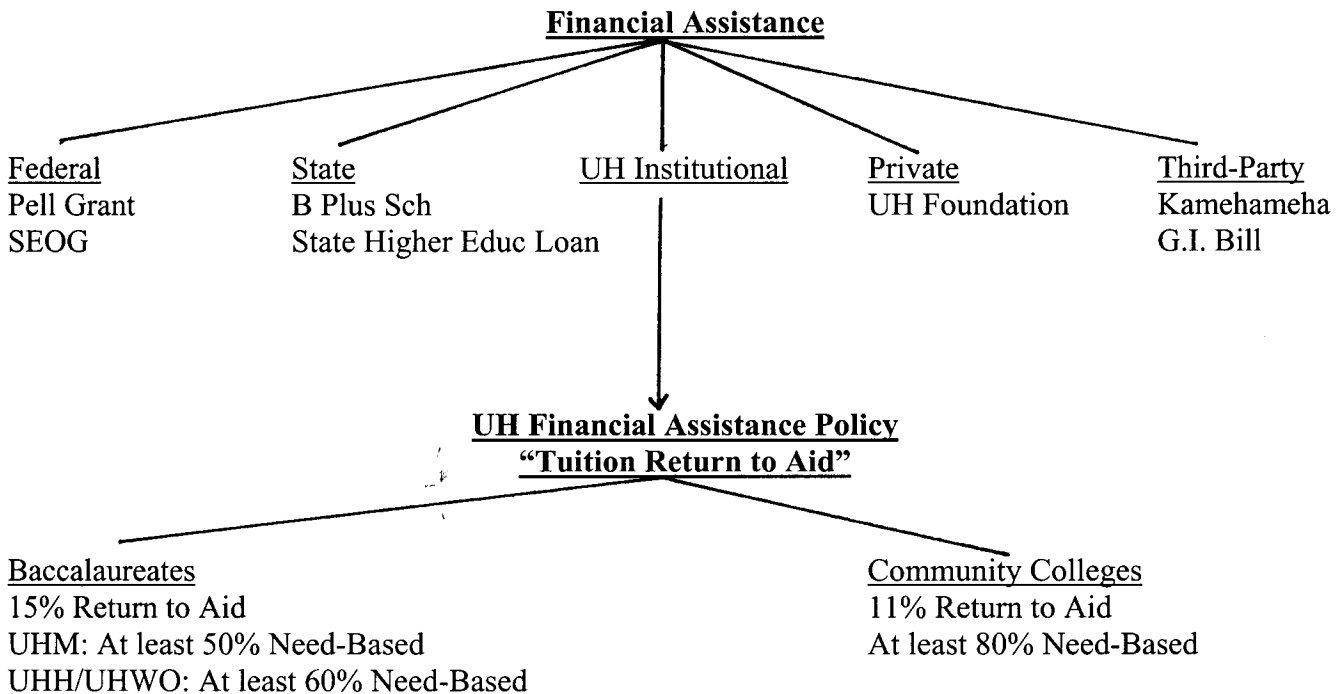 Financial Assistance
Federal
Pell Grant
SEOG
State
B Plus Sch
State Higher Educ Loan
UH Institutional
Private
UH Foundation
Third-Party
Kamehameha
G.I. Bill
UH Financial Assistance Policy
“Tuition Return to Aid”
Baccalaureates
15% Return to Aid
UHM: At least 50% Need-Based
UHH/UHWO: At least 60% Need-Based
Community Colleges
11% Return to Aid
At least 80% Need-Based